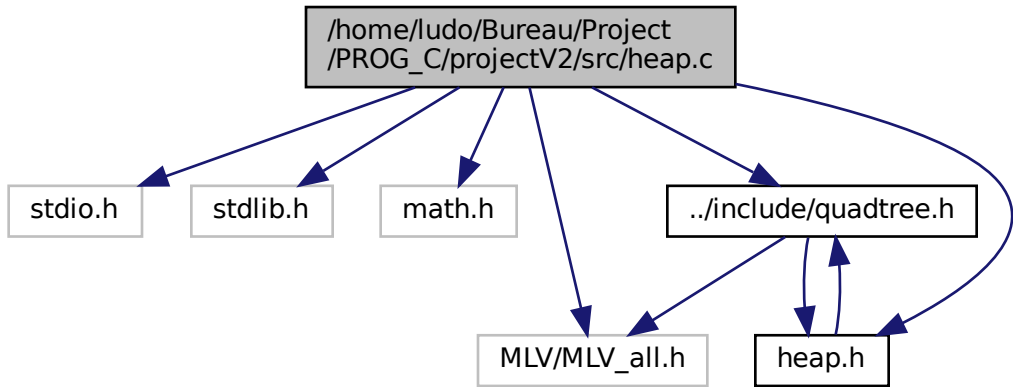 /home/ludo/Bureau/Project
/PROG_C/projectV2/src/heap.c
stdio.h
stdlib.h
math.h
../include/quadtree.h
MLV/MLV_all.h
heap.h